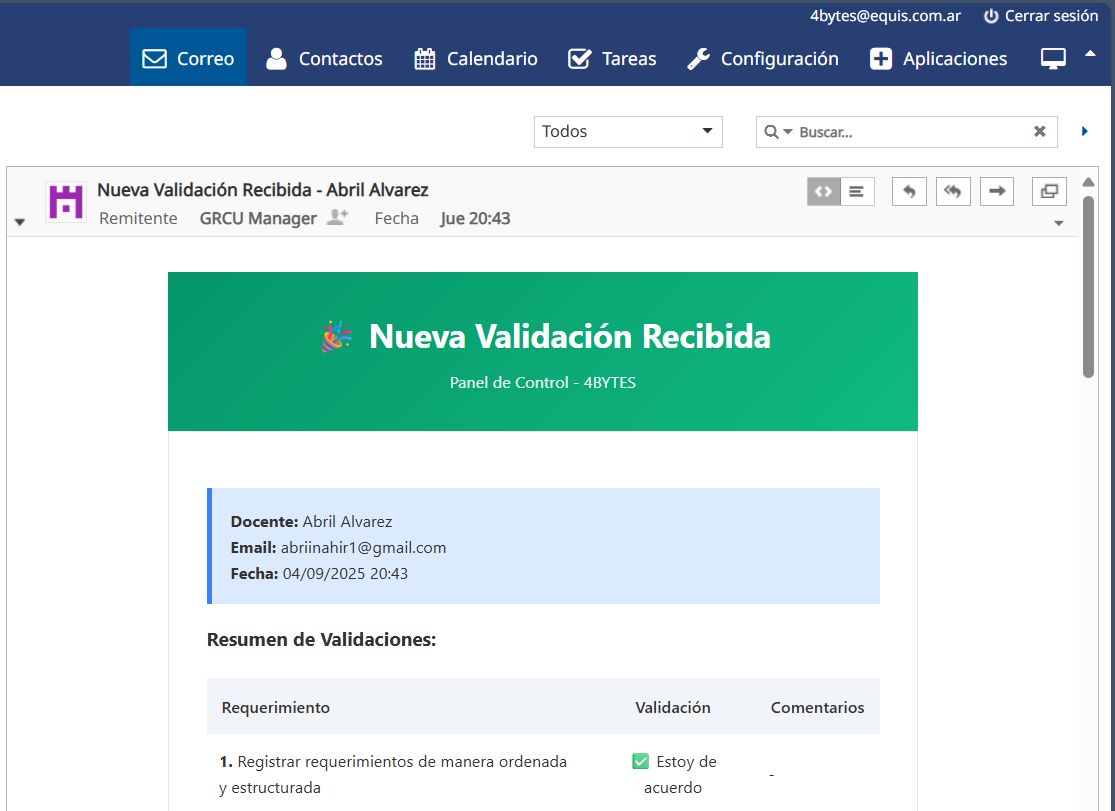 4bytes@equis.com.ar Cerrar sesión
Correo Contactos Calendario Tareas Configuración Aplicaciones
Todos Buscar...
Nueva Validación Recibida - Abril Alvarez
Remitente GRCU Manager Fecha Jue 20:43
Nueva Validación Recibida
Panel de Control - 4BYTES
Docente: Abril Alvarez
Email: abriinahir1@gmail.com
Fecha: 04/09/2025 20:43
Resumen de Validaciones:
Requerimiento Validación Comentarios
1. Registrar requerimientos de manera ordenada
y estructurada
Estoy de
acuerdo
-